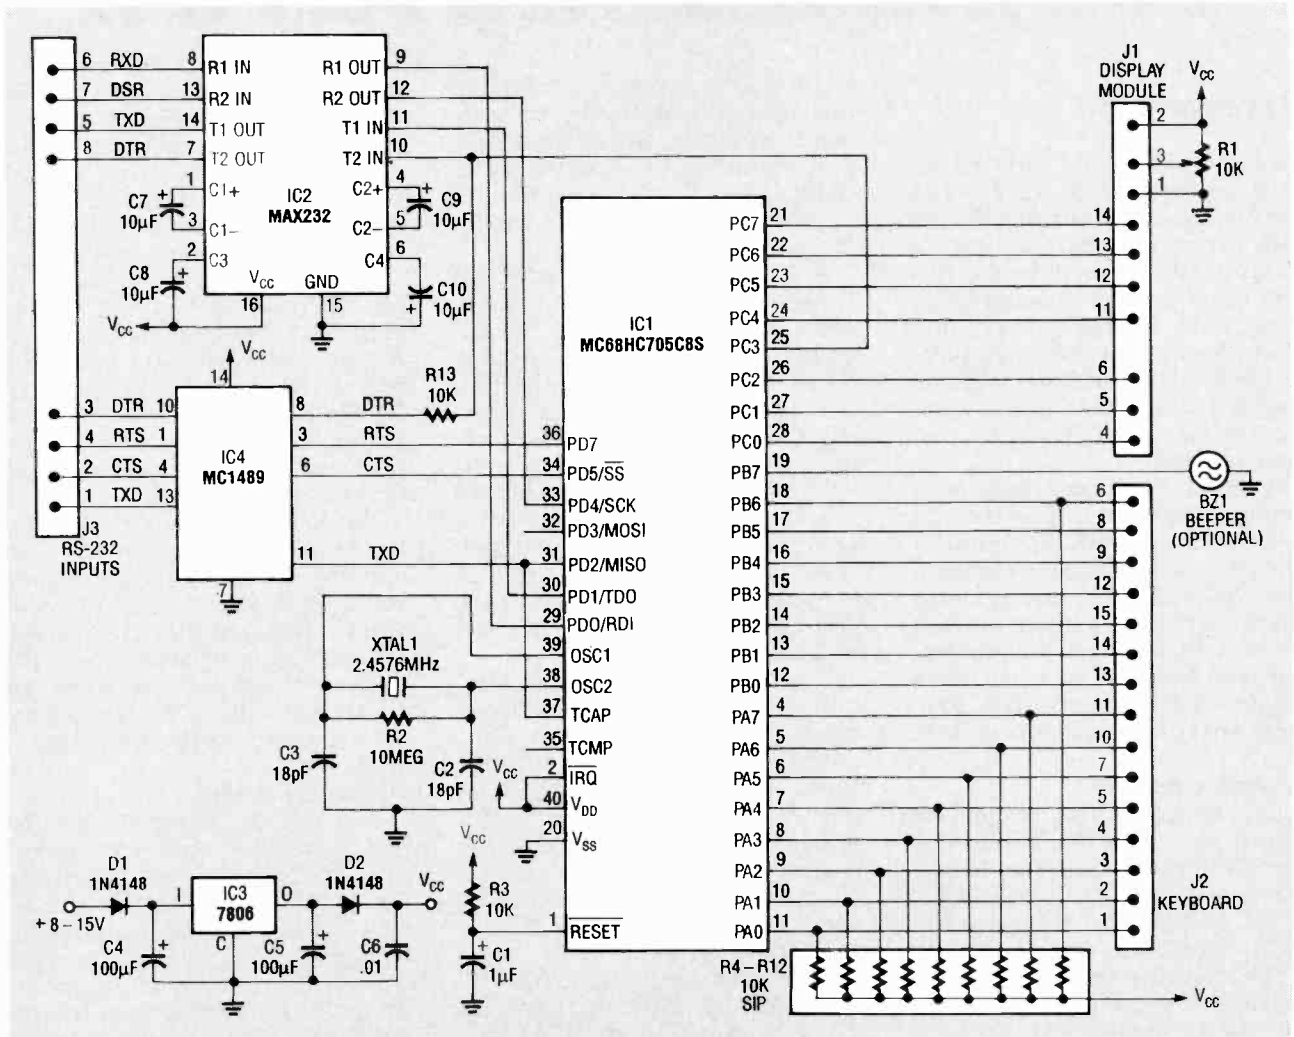 6 RXD 8 R1 IN R1 OUT 9
7 DSR 13 R2 IN R2 OUT 12
5 TXD 14 T1 OUT T1 IN 11
8 DTR 7 T2 OUT T2 IN 10
1 C1+ C2+ 4
C7 + 10µF
IC2
MAX232
+ C9 10µF
3 C1– C2– 5
2 C3 C4 6
C8 + 10µF
VCC GND
16 15
C10 + 10µF
VCC
VCC
14
3 DTR 10 8 DTR
R13
10K
4 RTS 1 3 RTS
2 CTS 4 6 CTS
1 TXD 13
IC4
MC1489
11 TXD
7
J3
RS-232
INPUTS
XTAL1
2.4576MHz
R2
10MEG
C3
18pF
C2
18pF
VCC
IC1
MC68HC705C8S
36 PD7
34 PD5/SS
33 PD4/SCK
32 PD3/MOSI
31 PD2/MISO
30 PD1/TDO
29 PD0/RDI
39 OSC1
38 OSC2
37 TCAP
35 TCMP
2 IRQ
40 VDD
20 VSS
1 RESET
PC7 21 14
PC6 22 13
PC5 23 12
PC4 24 11
PC3 25
PC2 26 6
PC1 27 5
PC0 28 4
PB7 19
PB6 18 6
PB5 17 8
PB4 16 9
PB3 15 12
PB2 14 15
PB1 13 14
PB0 12 13
PA7 4 11
PA6 5 10
PA5 6 7
PA4 7 5
PA3 8 4
PA2 9 3
PA1 10 2
PA0 11 1
J1
DISPLAY
MODULE
VCC
2
3
1
R1
10K
BZ1
BEEPER
(OPTIONAL)
J2
KEYBOARD
R4–R12
10K
SIP
VCC
D1
1N4148
+8–15V
I IC3 O
7806
C
D2
1N4148
VCC
C4 +
100µF
C5 +
100µF
C6
.01
VCC
R3
10K
+ C1
1µF